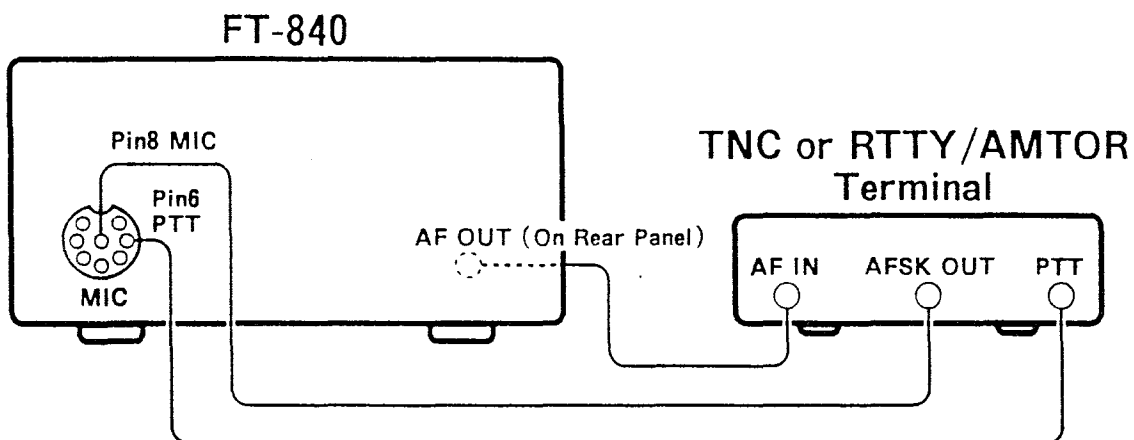 FT-840
Pin8 MIC
Pin6
PTT
MIC
AF OUT (On Rear Panel)
TNC or RTTY/AMTOR
Terminal
AF IN
AFSK OUT
PTT